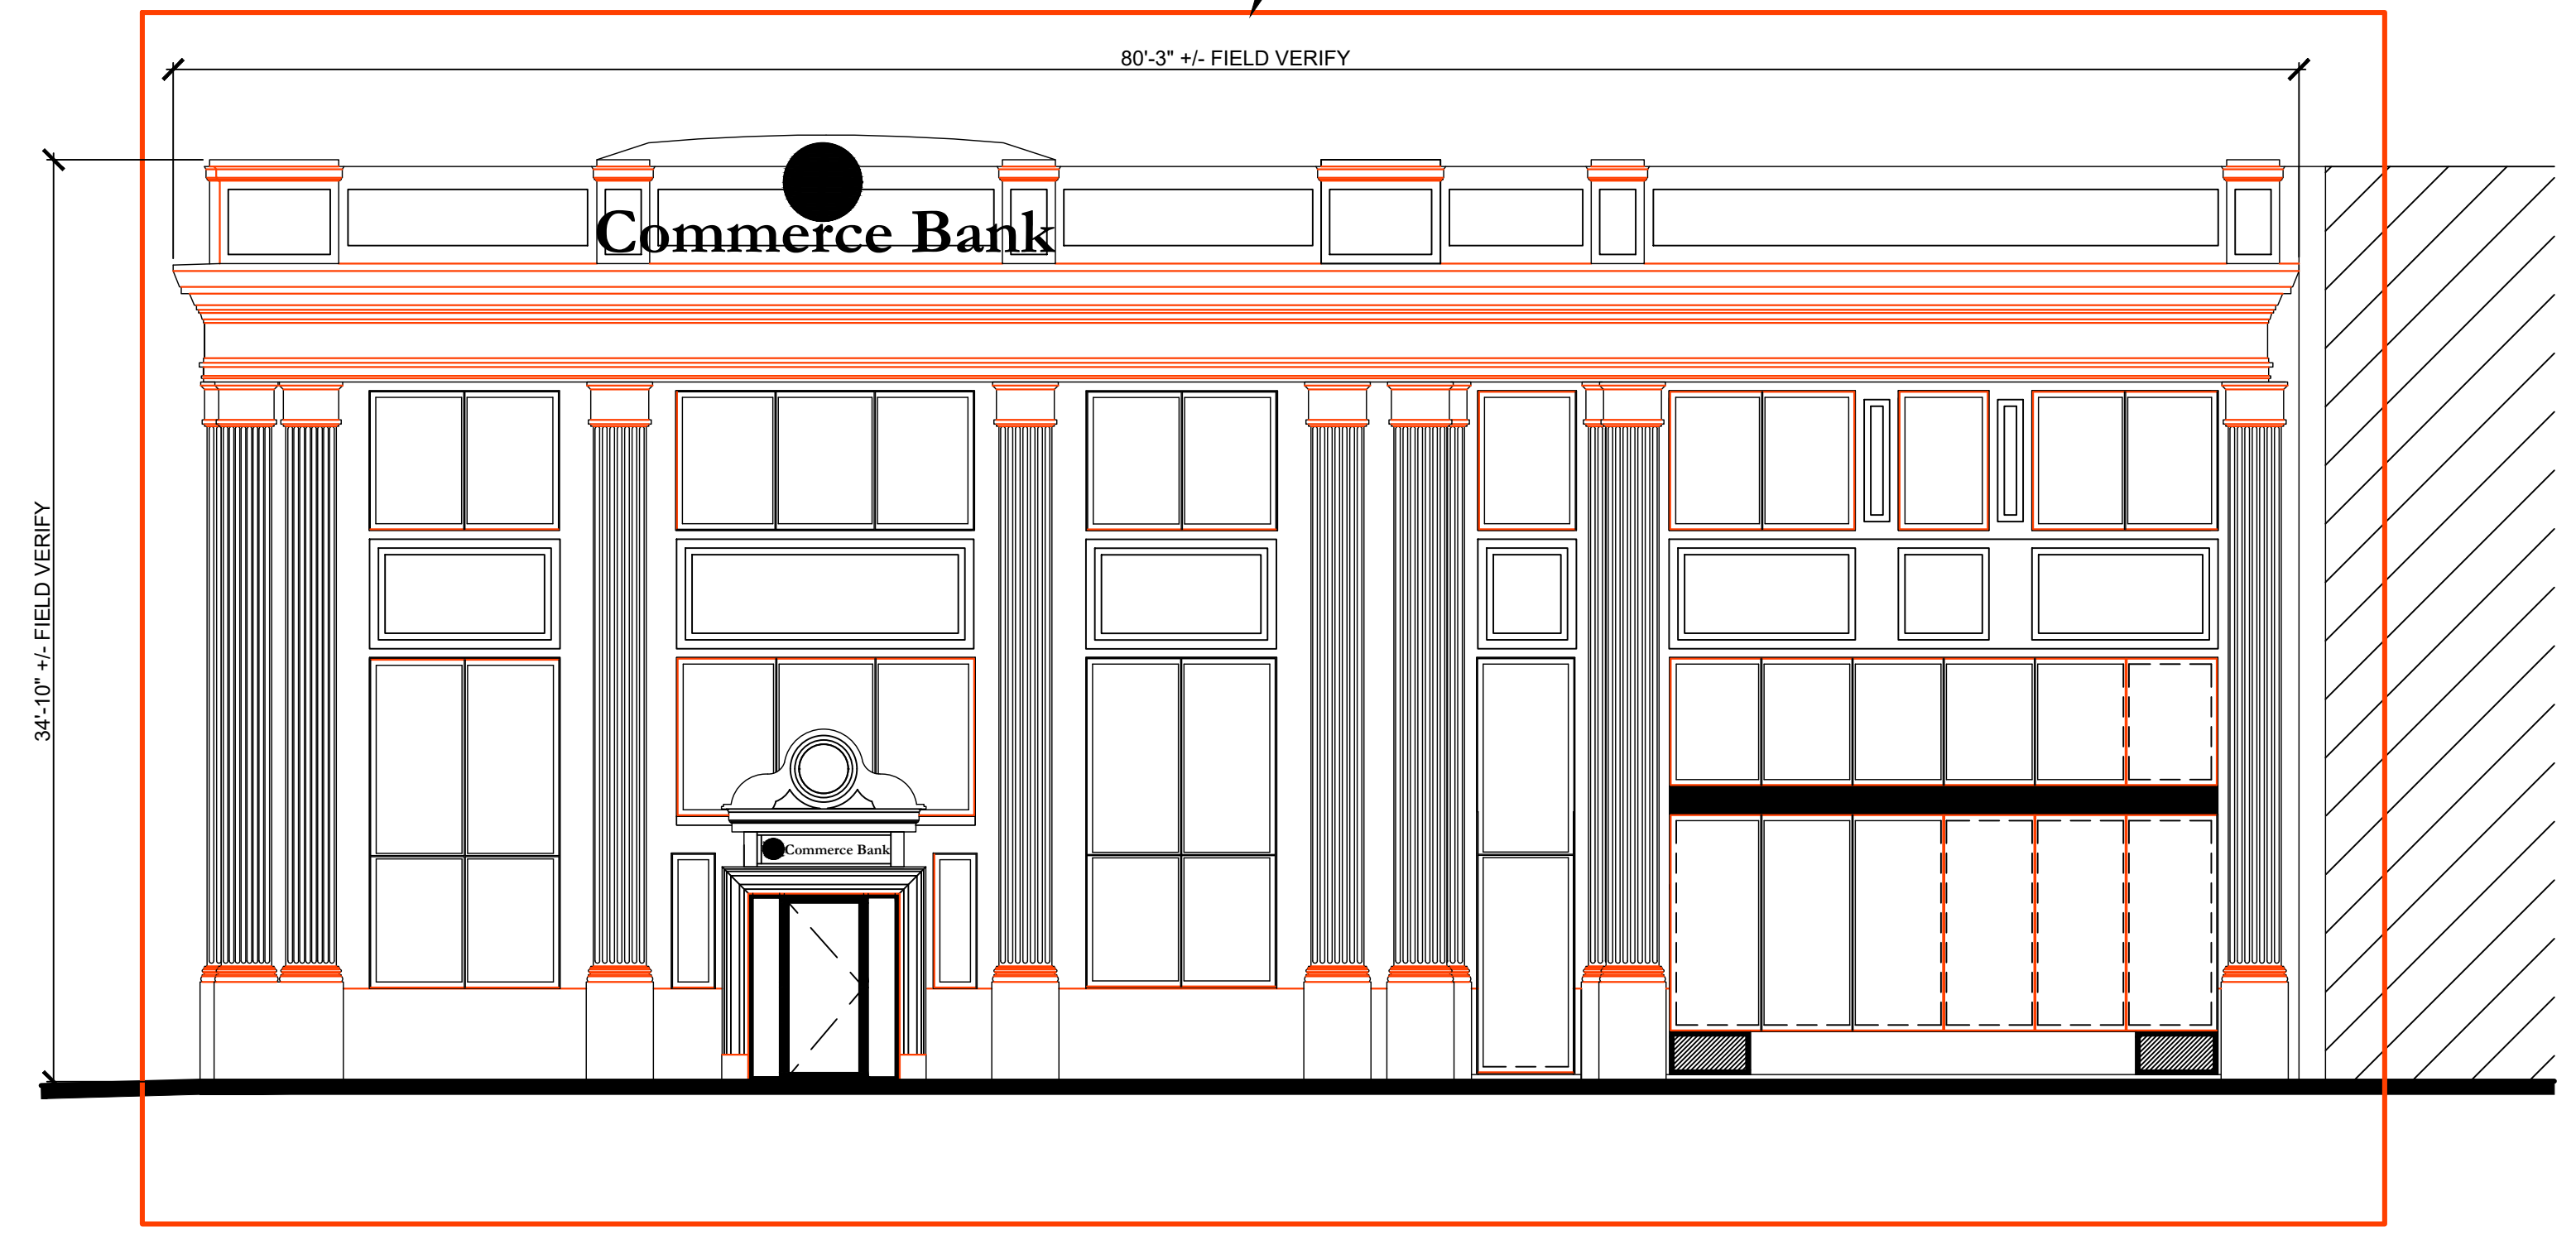 80'-3" +/- FIELD VERIFY
Commerce Bank
34'-10" +/- FIELD VERIFY
Commerce Bank